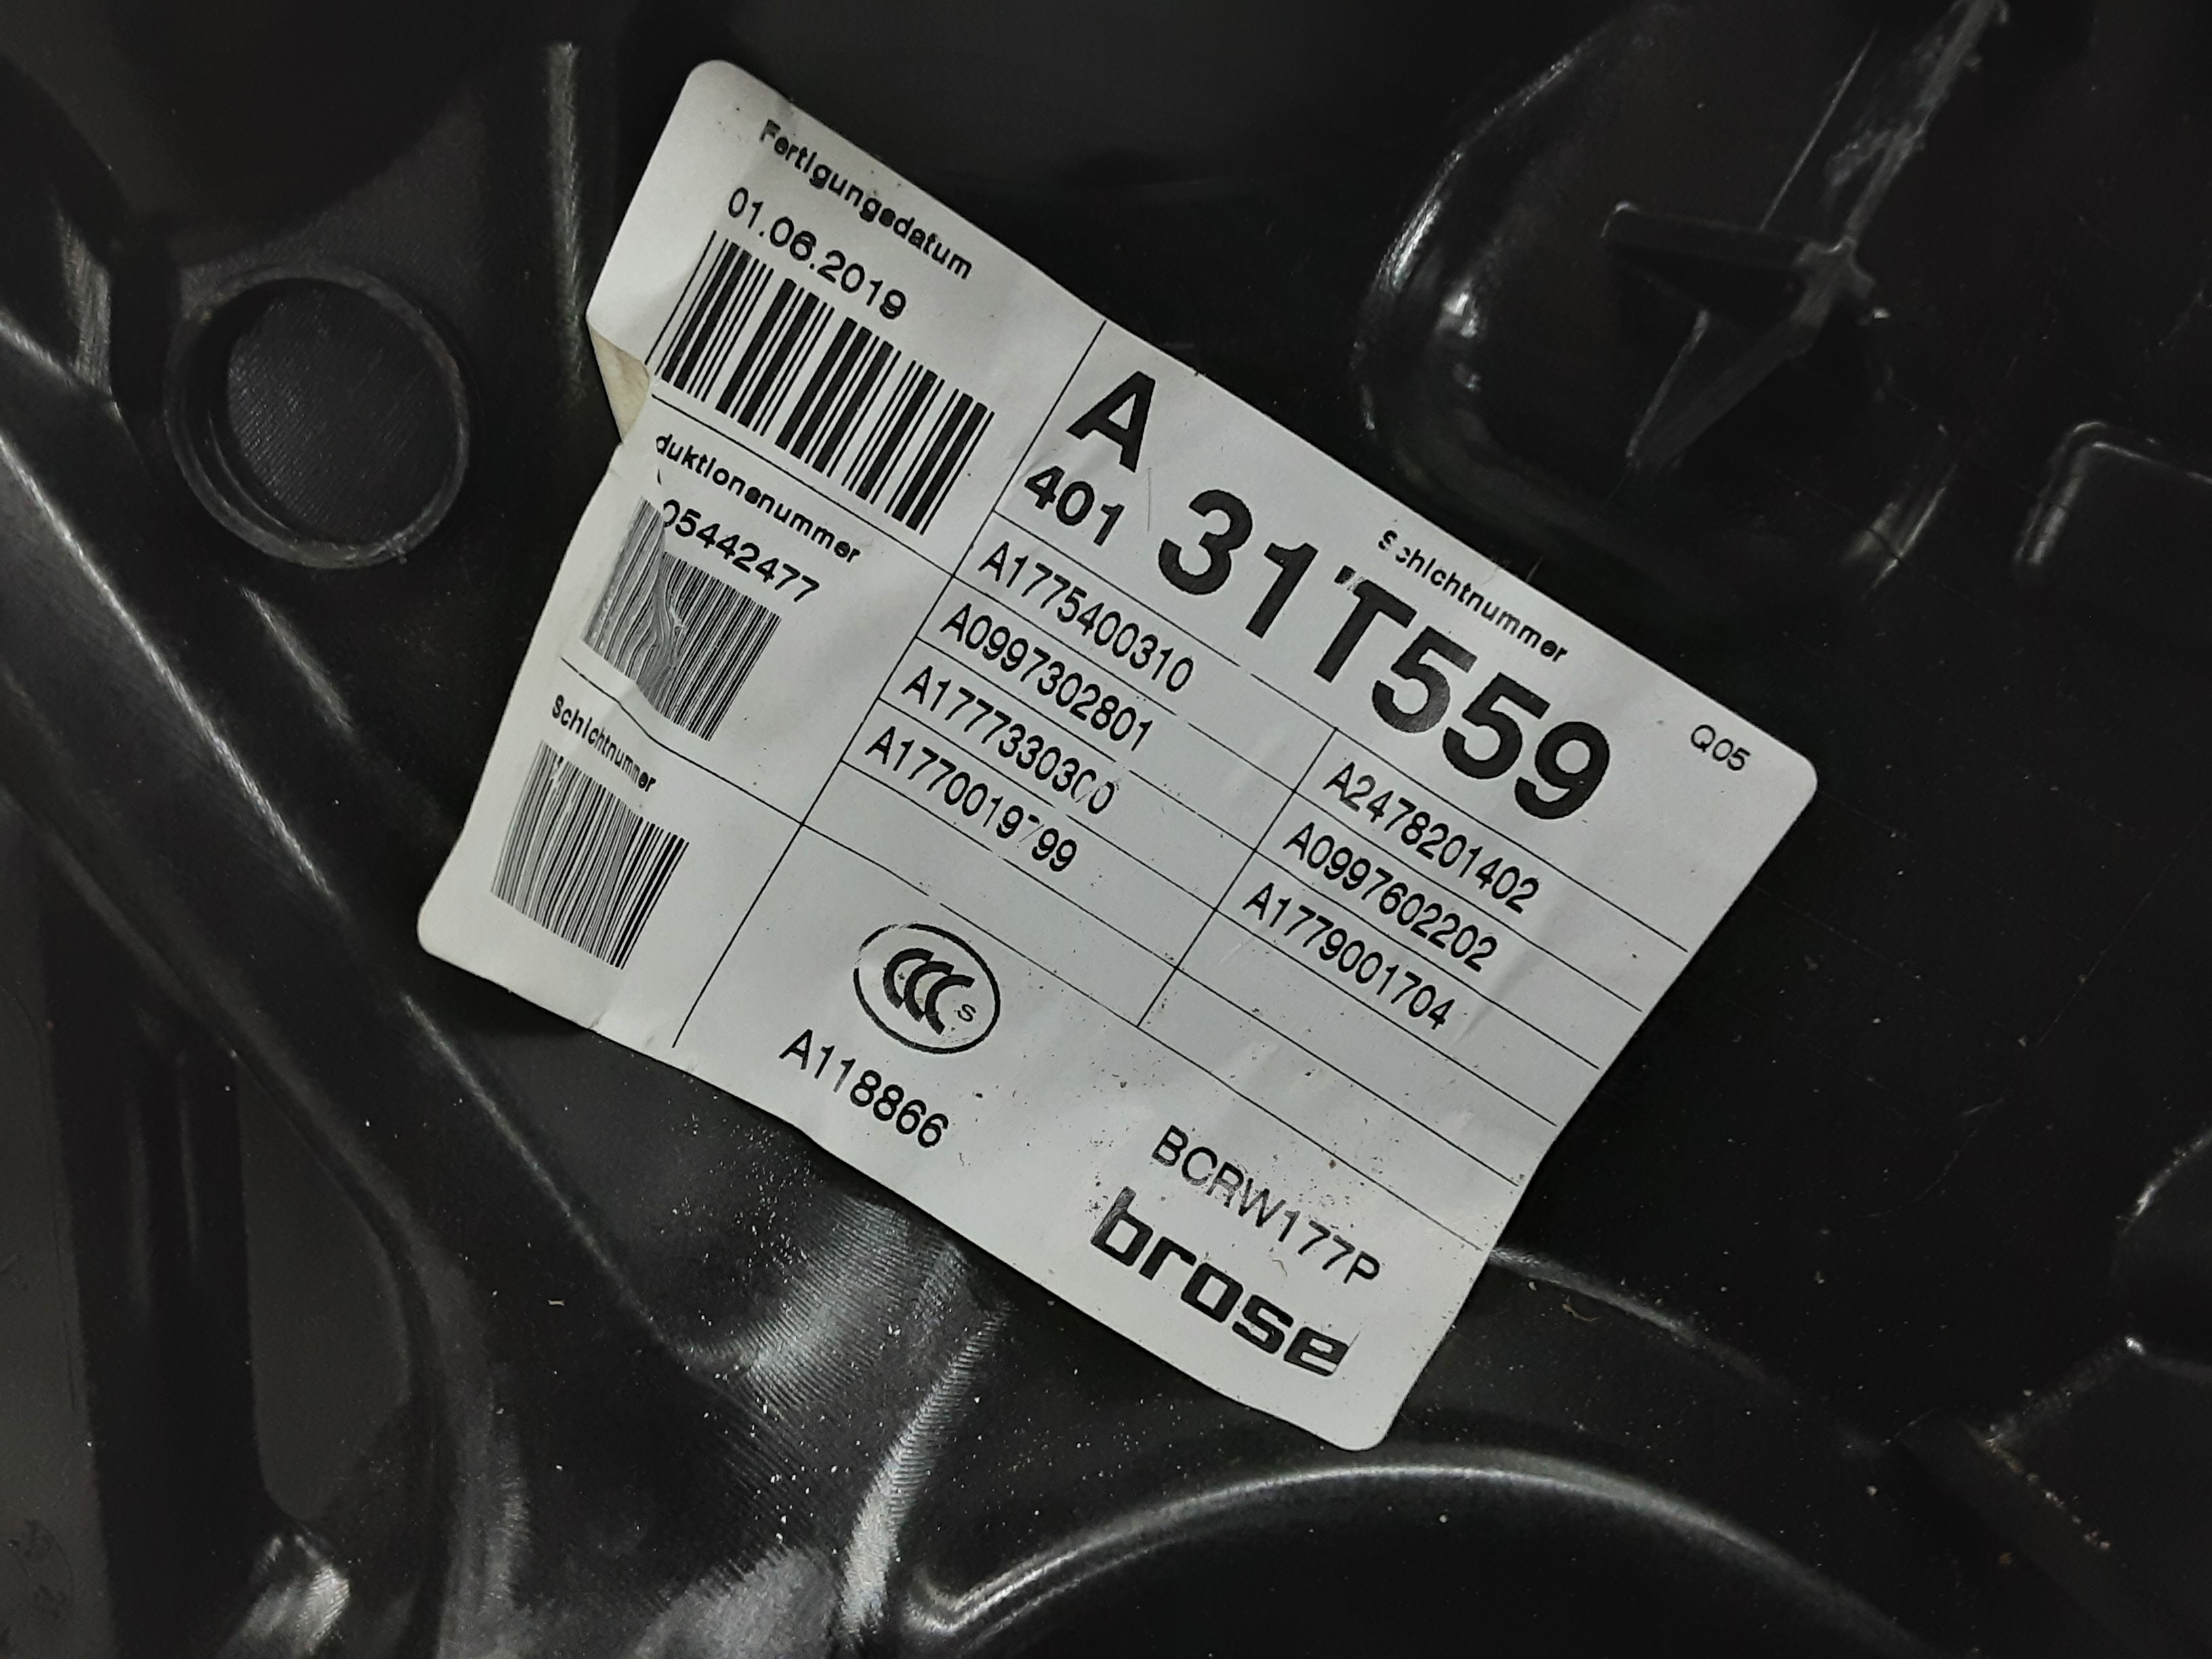 Fertigungsdatum
01.06.2019
duktionsnummer
05442477
Schichtnummer
A
401
31T559
Schichtnummer
Q05
A1775400310
A0997302801
A1777330300
A1770019799
A2478201402
A0997602202
A1779001704
CCC S
A118866
BCRW177P
brose